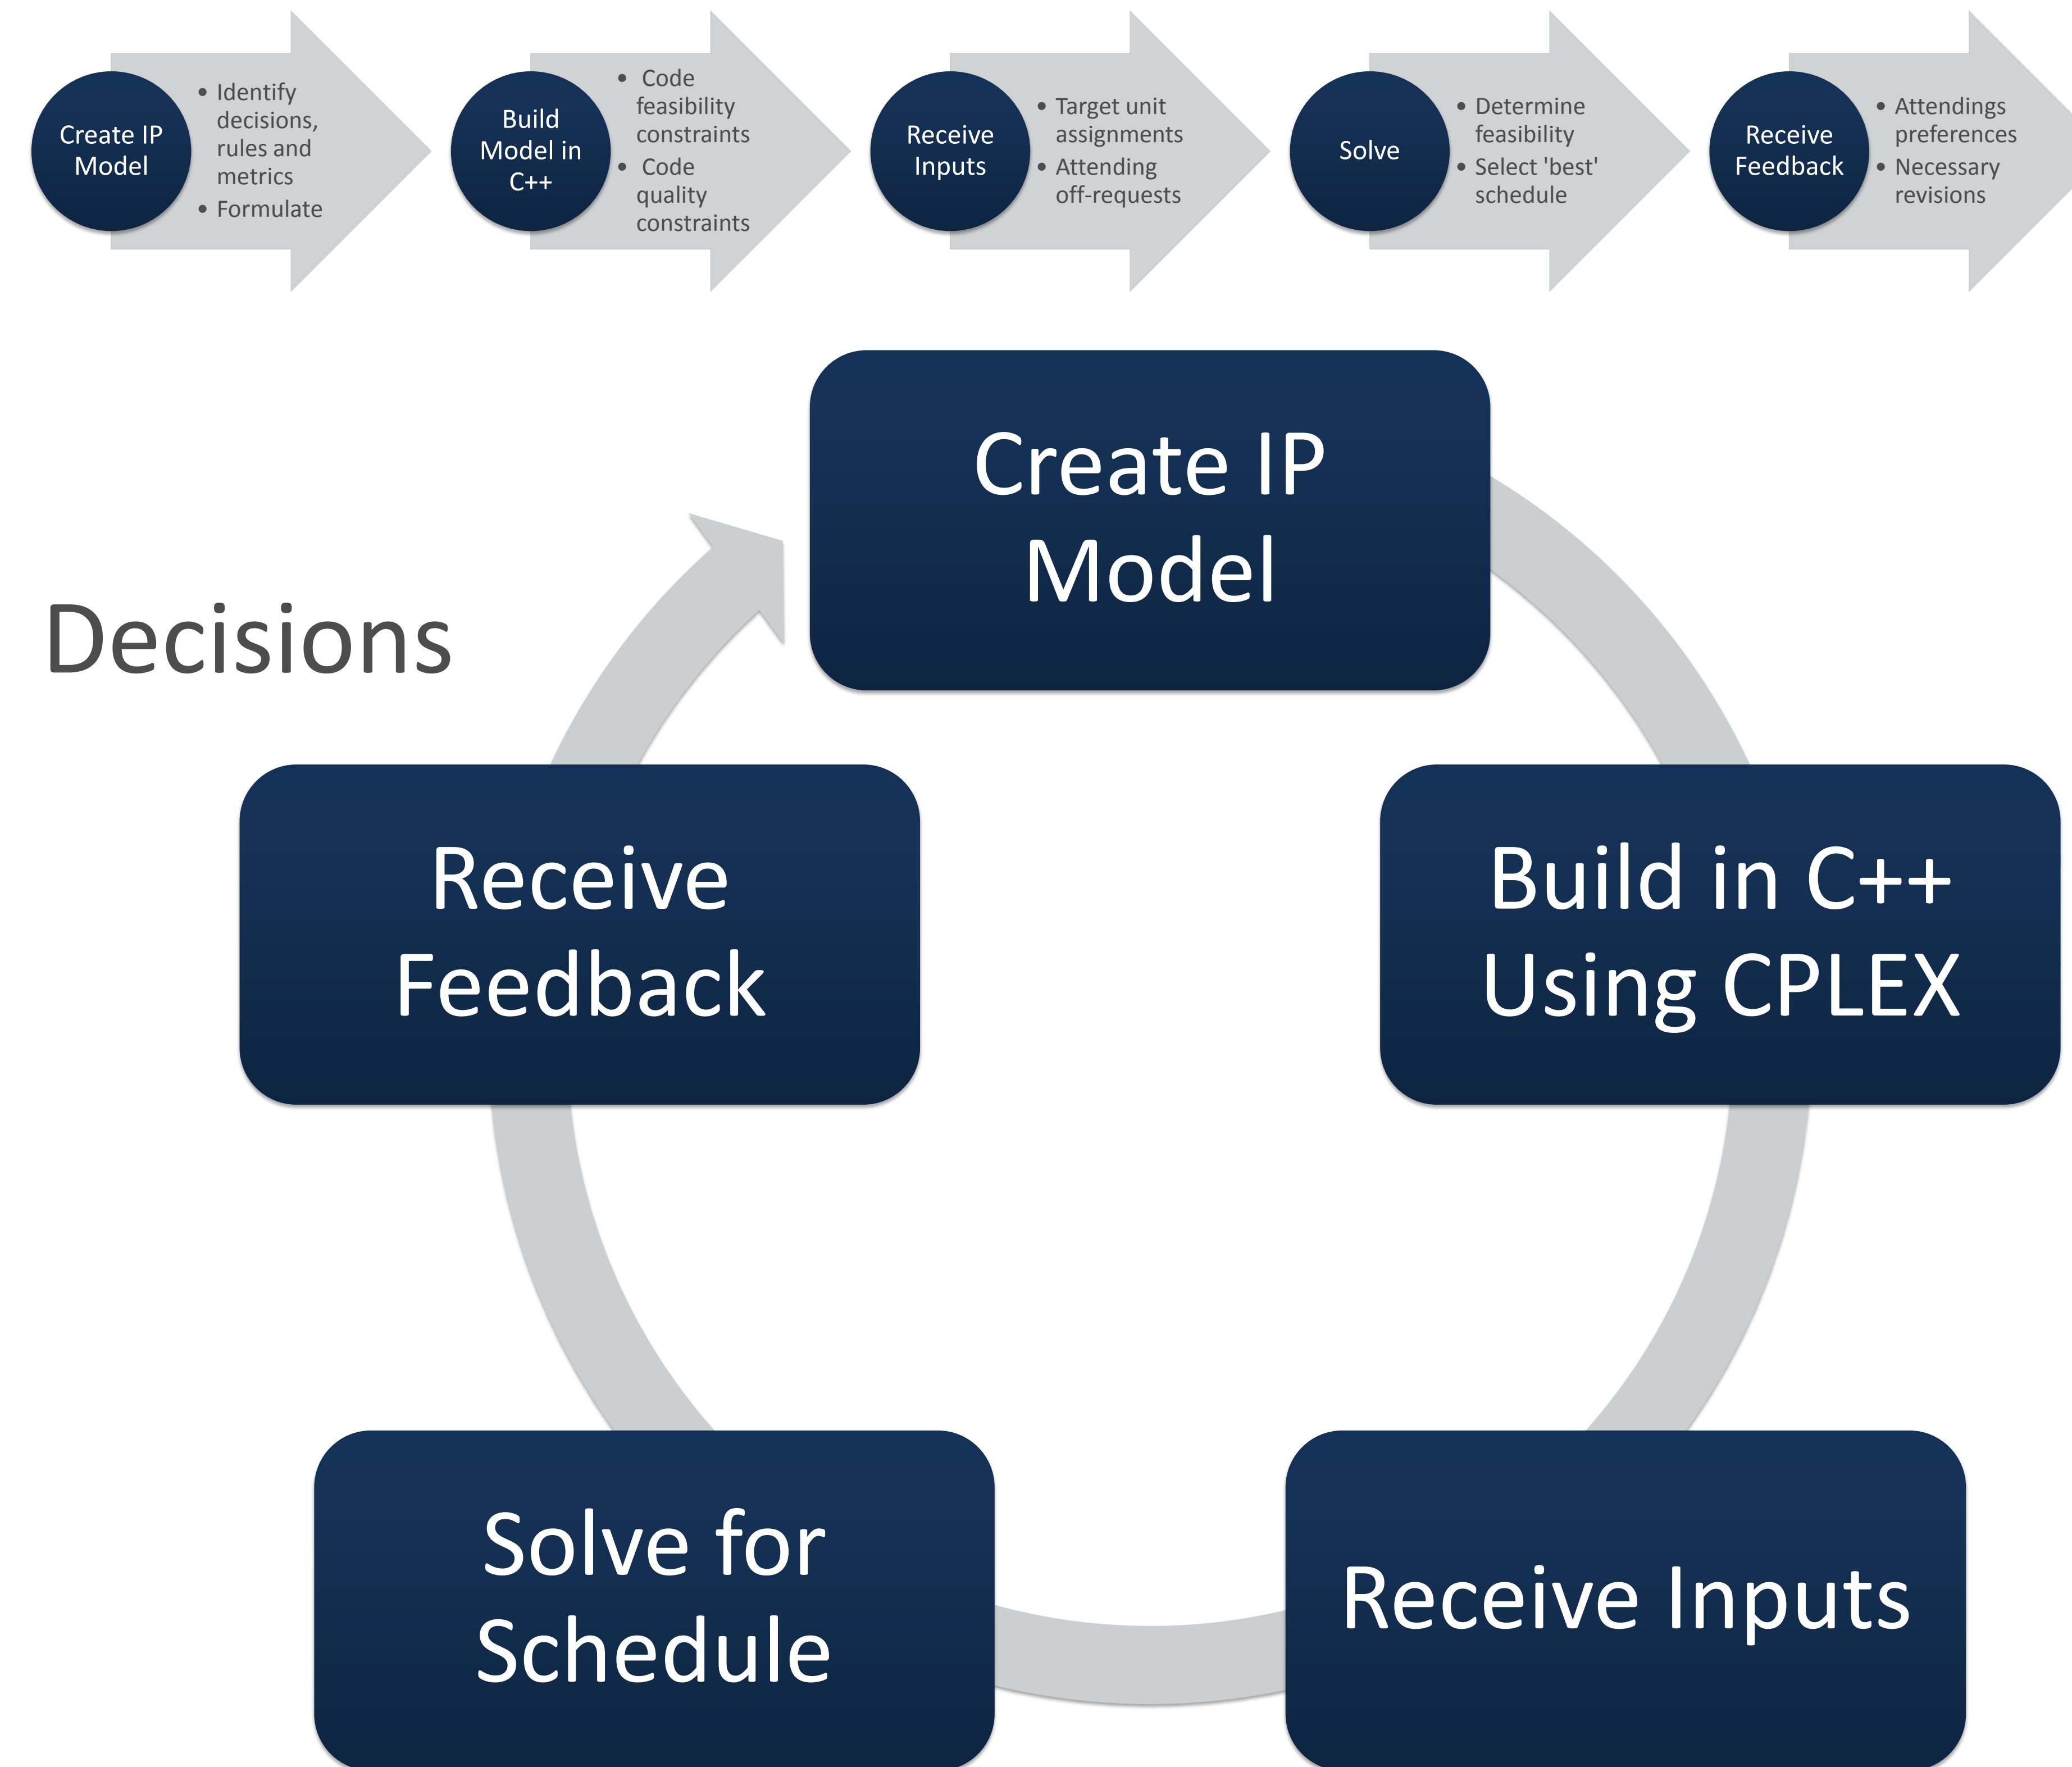 Create IP
Model
• Identify
decisions,
rules and
metrics
• Formulate
Build
Model in
C++
• Code
feasibility
constraints
• Code
quality
constraints
Receive
Inputs
• Target unit
assignments
• Attending
off-requests
Solve
• Determine
feasibility
• Select 'best'
schedule
Receive
Feedback
• Attendings
preferences
• Necessary
revisions
Create IP
Model
Decisions
Receive
Feedback
Build in C++
Using CPLEX
Solve for
Schedule
Receive Inputs